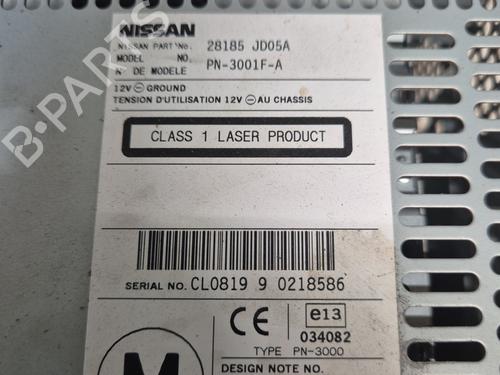 NISSAN
NISSAN PART No. 28185 JD05A
MODEL NO. PN-3001F-A
N° DE MODELE
12V ⊖ GROUND
TENSION D'UTILISATION 12V ⊖ AU CHASSIS
CLASS 1 LASER PRODUCT
SERIAL NO. CL0819 9 0218586
CE e13
034082
TYPE PN-3000
M
DESIGN NOTE NO.
B-PARTS